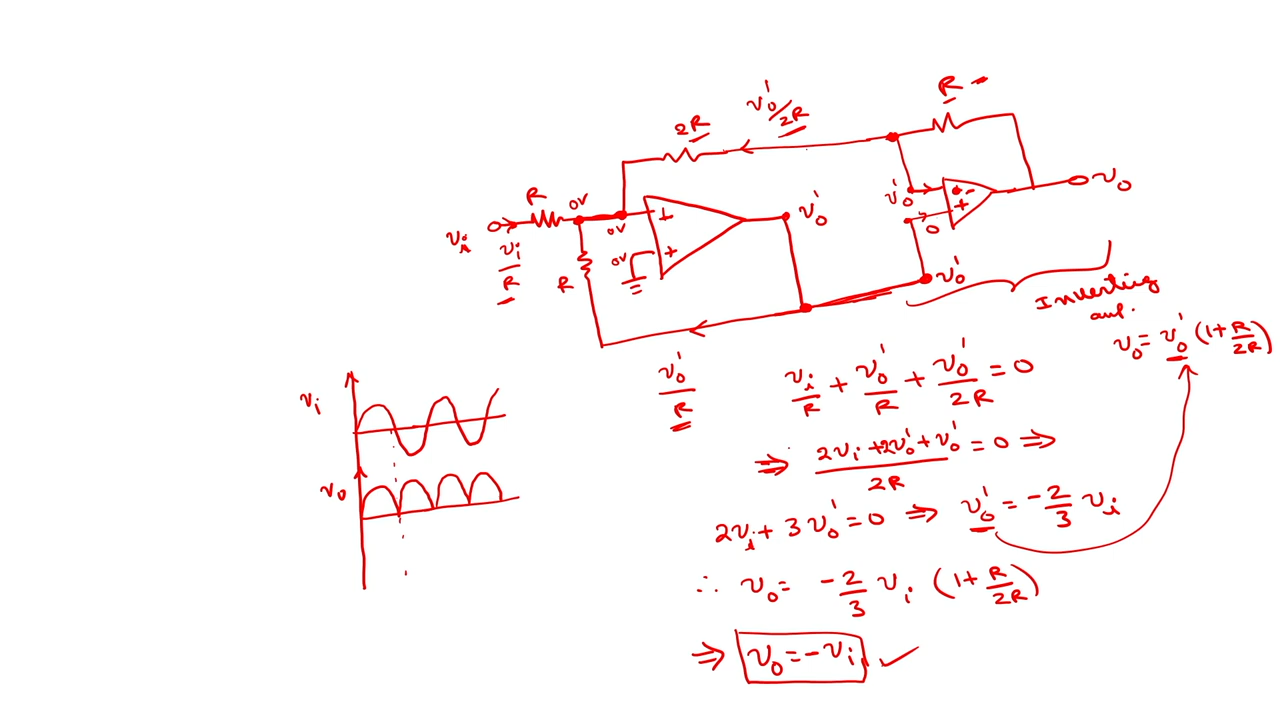 R
v₀'/2R
2R
R
0V
v₀'
v₀'
-
+
v₀
vᵢ
vᵢ/R
0V
+
+
0V
R
0
v₀'
Inverting
v₀ = v₀' (1+R/2R)
v₀'/R
vᵢ/R + v₀'/R + v₀'/2R = 0
⇒ (2vᵢ + 2v₀' + v₀')/2R = 0 ⇒
2vᵢ + 3v₀' = 0 ⇒ v₀' = -2/3 vᵢ
∴ v₀ = -2/3 vᵢ (1+R/2R)
⇒ v₀ = -vᵢ ✓
vᵢ
v₀